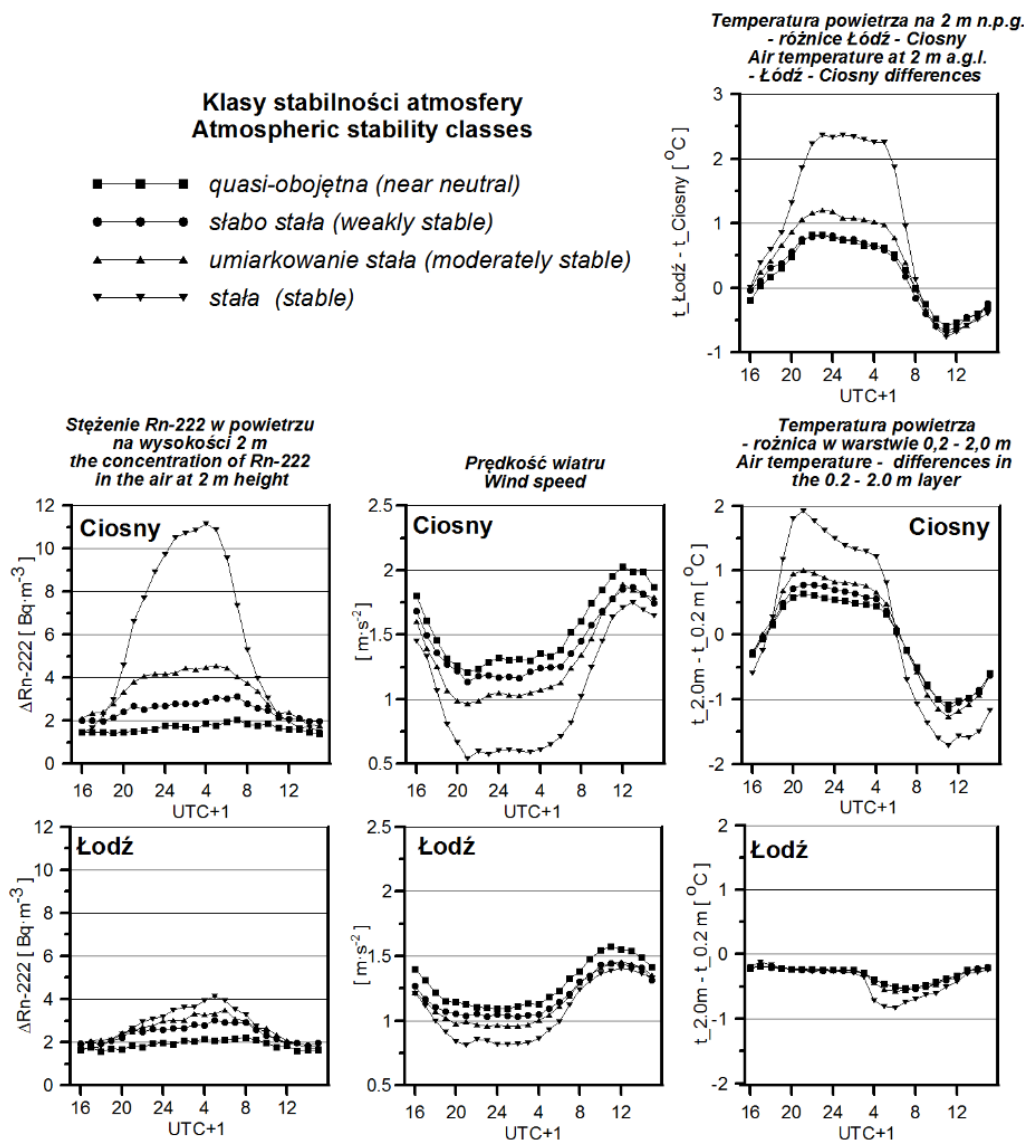 Temperatura powietrza na 2 m n.p.g.
- różnice Łódź - Ciosny
Air temperature at 2 m a.g.l.
- Łódź - Ciosny differences
Klasy stabilności atmosfery
Atmospheric stability classes
quasi-obojętna (near neutral)
słabo stała (weakly stable)
umiarkowanie stała (moderately stable)
stała (stable)
t_Łodź - t_Ciosny [ °C]
3
2
1
0
-1
16 20 24 4 8 12
UTC+1
Stężenie Rn-222 w powietrzu
na wysokości 2 m
the concentration of Rn-222
in the air at 2 m height
Ciosny
ΔRn-222 [ Bq·m-3 ]
12
10
8
6
4
2
0
16 20 24 4 8 12
UTC+1
Prędkość wiatru
Wind speed
Ciosny
[ m·s-2 ]
2.5
2
1.5
1
0.5
16 20 24 4 8 12
UTC+1
Temperatura powietrza
- rożnica w warstwie 0,2 - 2,0 m
Air temperature - differences in
the 0.2 - 2.0 m layer
Ciosny
t_2.0m - t_0.2 m [ °C]
2
1
0
-1
-2
16 20 24 4 8 12
UTC+1
Łodź
ΔRn-222 [ Bq·m-3 ]
12
10
8
6
4
2
0
16 20 24 4 8 12
UTC+1
Łodź
[ m·s-2 ]
2.5
2
1.5
1
0.5
16 20 24 4 8 12
UTC+1
Łodź
t_2.0m - t_0.2 m [ °C]
2
1
0
-1
-2
16 20 24 4 8 12
UTC+1